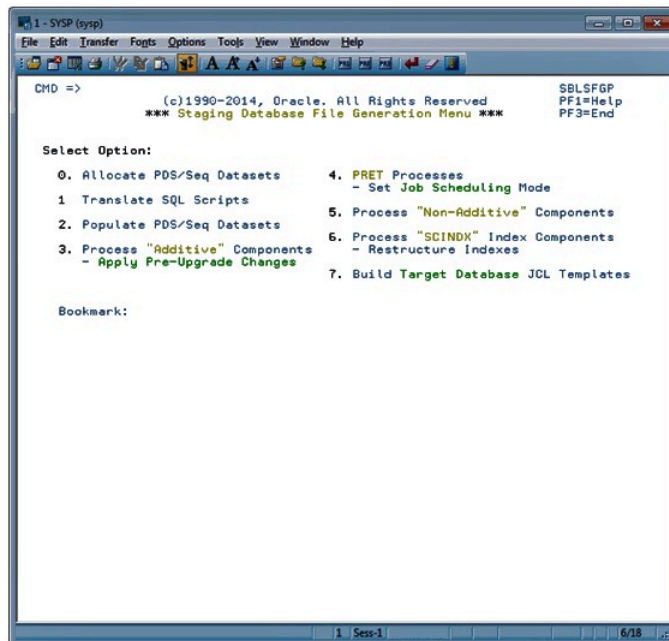 1 - SYSP (sysp)
File Edit Transfer Fonts Options Tools View Window Help
CMD => SBLSFGP
(c)1990-2014, Oracle. All Rights Reserved PF1=Help
*** Staging Database File Generation Menu *** PF3=End
Select Option:
0. Allocate PDS/Seq Datasets
1 Translate SQL Scripts
2. Populate PDS/Seq Datasets
3. Process "Additive" Components
- Apply Pre-Upgrade Changes
4. PRET Processes
- Set Job Scheduling Mode
5. Process "Non-Additive" Components
6. Process "SCINDX" Index Components
- Restructure Indexes
7. Build Target Database JCL Templates
Bookmark:
1 Sess-1 6/18